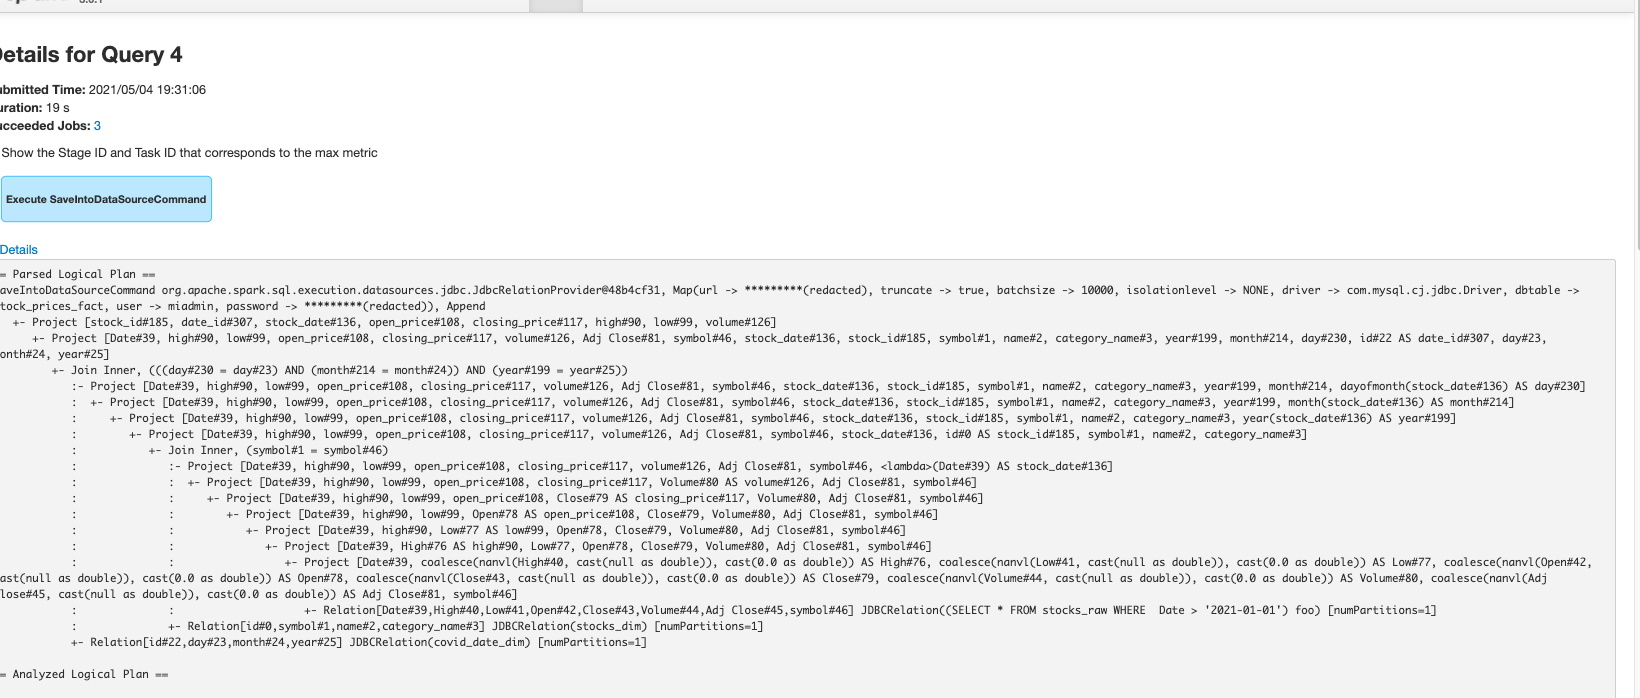 3.0.1
etails for Query 4
ubmitted Time: 2021/05/04 19:31:06
uration: 19 s
ucceeded Jobs: 3
Show the Stage ID and Task ID that corresponds to the max metric
Execute SaveIntoDataSourceCommand
Details
= Parsed Logical Plan ==
aveIntoDataSourceCommand org.apache.spark.sql.execution.datasources.jdbc.JdbcRelationProvider@48b4cf31, Map(url -> *********(redacted), truncate -> true, batchsize -> 10000, isolationlevel -> NONE, driver -> com.mysql.cj.jdbc.Driver, dbtable ->
tock_prices_fact, user -> miadmin, password -> *********(redacted)), Append
+- Project [stock_id#185, date_id#307, stock_date#136, open_price#108, closing_price#117, high#90, low#99, volume#126]
+- Project [Date#39, high#90, low#99, open_price#108, closing_price#117, volume#126, Adj Close#81, symbol#46, stock_date#136, stock_id#185, symbol#1, name#2, category_name#3, year#199, month#214, day#230, id#22 AS date_id#307, day#23,
onth#24, year#25]
+- Join Inner, (((day#230 = day#23) AND (month#214 = month#24)) AND (year#199 = year#25))
:- Project [Date#39, high#90, low#99, open_price#108, closing_price#117, volume#126, Adj Close#81, symbol#46, stock_date#136, stock_id#185, symbol#1, name#2, category_name#3, year#199, month#214, dayofmonth(stock_date#136) AS day#230]
: +- Project [Date#39, high#90, low#99, open_price#108, closing_price#117, volume#126, Adj Close#81, symbol#46, stock_date#136, stock_id#185, symbol#1, name#2, category_name#3, year#199, month(stock_date#136) AS month#214]
: +- Project [Date#39, high#90, low#99, open_price#108, closing_price#117, volume#126, Adj Close#81, symbol#46, stock_date#136, stock_id#185, symbol#1, name#2, category_name#3, year(stock_date#136) AS year#199]
: +- Project [Date#39, high#90, low#99, open_price#108, closing_price#117, volume#126, Adj Close#81, symbol#46, stock_date#136, id#0 AS stock_id#185, symbol#1, name#2, category_name#3]
: +- Join Inner, (symbol#1 = symbol#46)
: :- Project [Date#39, high#90, low#99, open_price#108, closing_price#117, volume#126, Adj Close#81, symbol#46, <lambda>(Date#39) AS stock_date#136]
: : +- Project [Date#39, high#90, low#99, open_price#108, closing_price#117, Volume#80 AS volume#126, Adj Close#81, symbol#46]
: : +- Project [Date#39, high#90, low#99, open_price#108, Close#79 AS closing_price#117, Volume#80, Adj Close#81, symbol#46]
: : +- Project [Date#39, high#90, low#99, Open#78 AS open_price#108, Close#79, Volume#80, Adj Close#81, symbol#46]
: : +- Project [Date#39, high#90, Low#77 AS low#99, Open#78, Close#79, Volume#80, Adj Close#81, symbol#46]
: : +- Project [Date#39, High#76 AS high#90, Low#77, Open#78, Close#79, Volume#80, Adj Close#81, symbol#46]
: : +- Project [Date#39, coalesce(nanvl(High#40, cast(null as double)), cast(0.0 as double)) AS High#76, coalesce(nanvl(Low#41, cast(null as double)), cast(0.0 as double)) AS Low#77, coalesce(nanvl(Open#42,
ast(null as double)), cast(0.0 as double)) AS Open#78, coalesce(nanvl(Close#43, cast(null as double)), cast(0.0 as double)) AS Close#79, coalesce(nanvl(Volume#44, cast(null as double)), cast(0.0 as double)) AS Volume#80, coalesce(nanvl(Adj
lose#45, cast(null as double)), cast(0.0 as double)) AS Adj Close#81, symbol#46]
: : +- Relation[Date#39,High#40,Low#41,Open#42,Close#43,Volume#44,Adj Close#45,symbol#46] JDBCRelation((SELECT * FROM stocks_raw WHERE Date > '2021-01-01') foo) [numPartitions=1]
: +- Relation[id#0,symbol#1,name#2,category_name#3] JDBCRelation(stocks_dim) [numPartitions=1]
+- Relation[id#22,day#23,month#24,year#25] JDBCRelation(covid_date_dim) [numPartitions=1]
= Analyzed Logical Plan ==